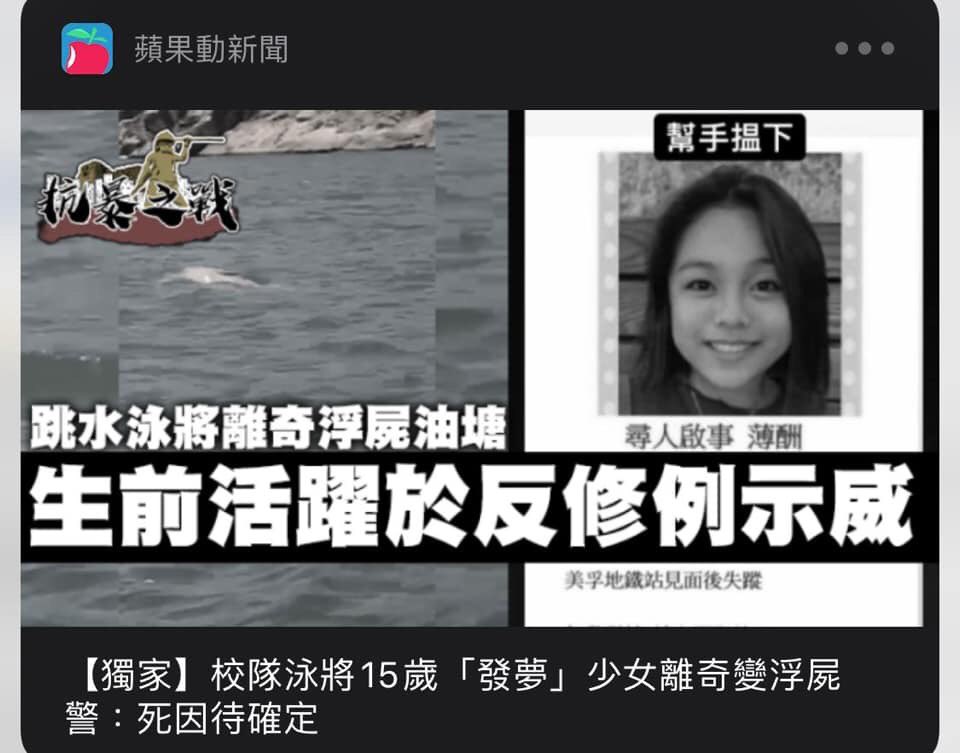 蘋果動新聞
抗暴之戰
幫手搵下
尋人啟事 薄酬
跳水泳將離奇浮屍油塘
生前活躍於反修例示威
美孚地鐵站見面後失蹤
【獨家】校隊泳將15歲「發夢」少女離奇變浮屍
警：死因待確定